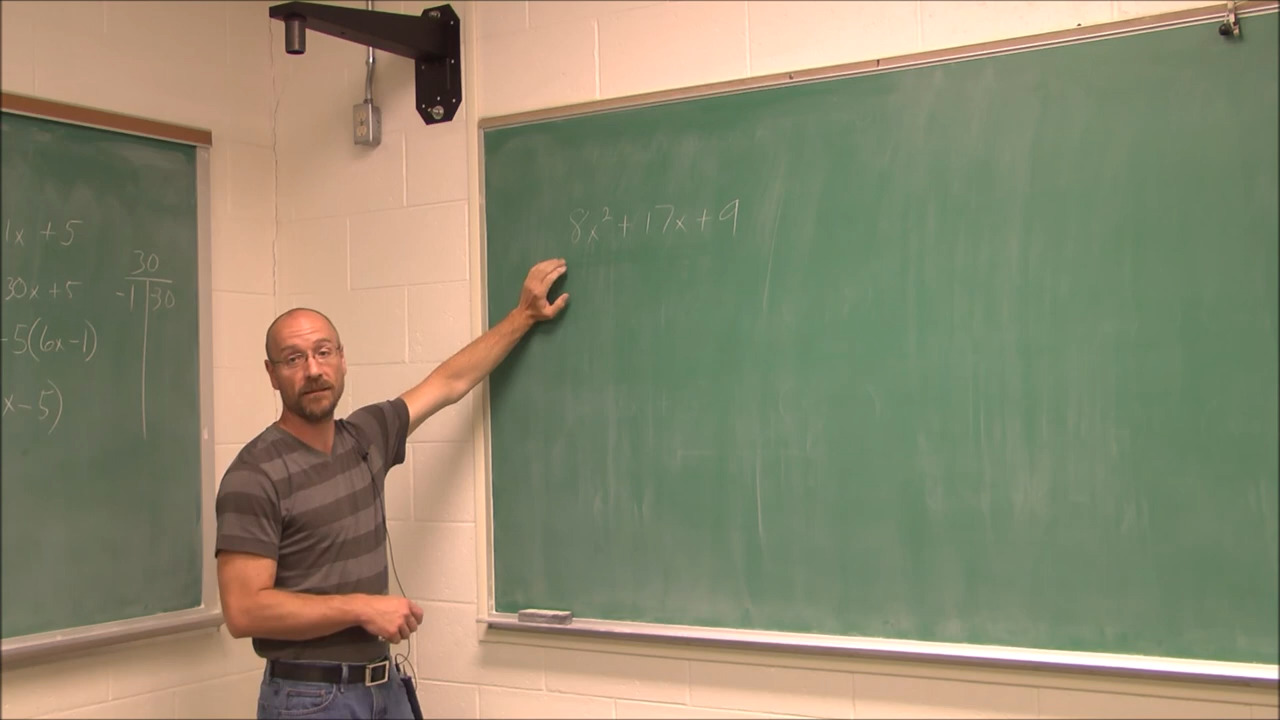 1x + 5
30x + 5
-5(6x-1)
x - 5)
30
-1 | -30
8x² + 17x + 9